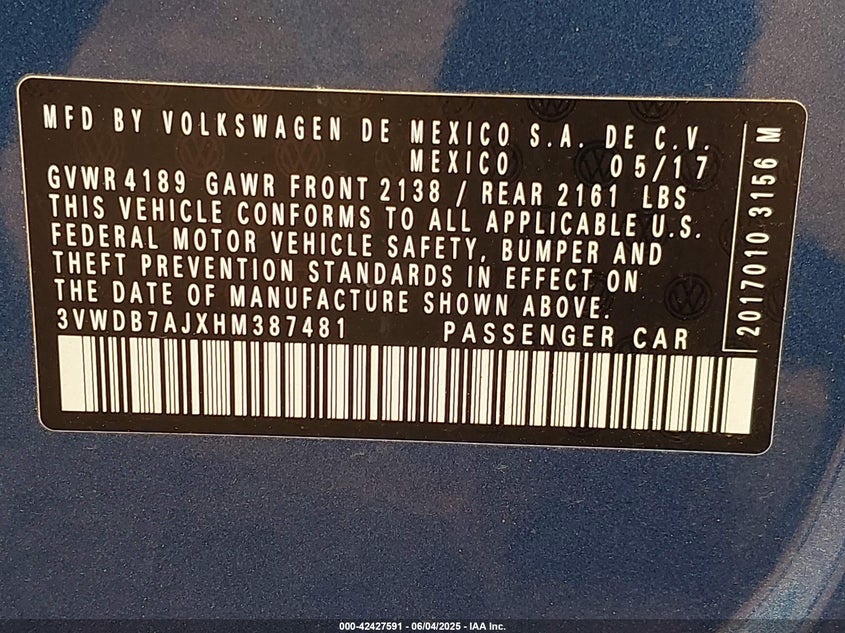 MFD BY VOLKSWAGEN DE MEXICO S.A. DE C.V.
MEXICO 05/17
GVWR 4189 GAWR FRONT 2138 / REAR 2161 LBS
THIS VEHICLE CONFORMS TO ALL APPLICABLE U.S.
FEDERAL MOTOR VEHICLE SAFETY, BUMPER AND
THEFT PREVENTION STANDARDS IN EFFECT ON
THE DATE OF MANUFACTURE SHOWN ABOVE.
3VWDB7AJXHM387481 PASSENGER CAR
2017010 3156 M
000-42427591 - 06/04/2025 - IAA Inc.